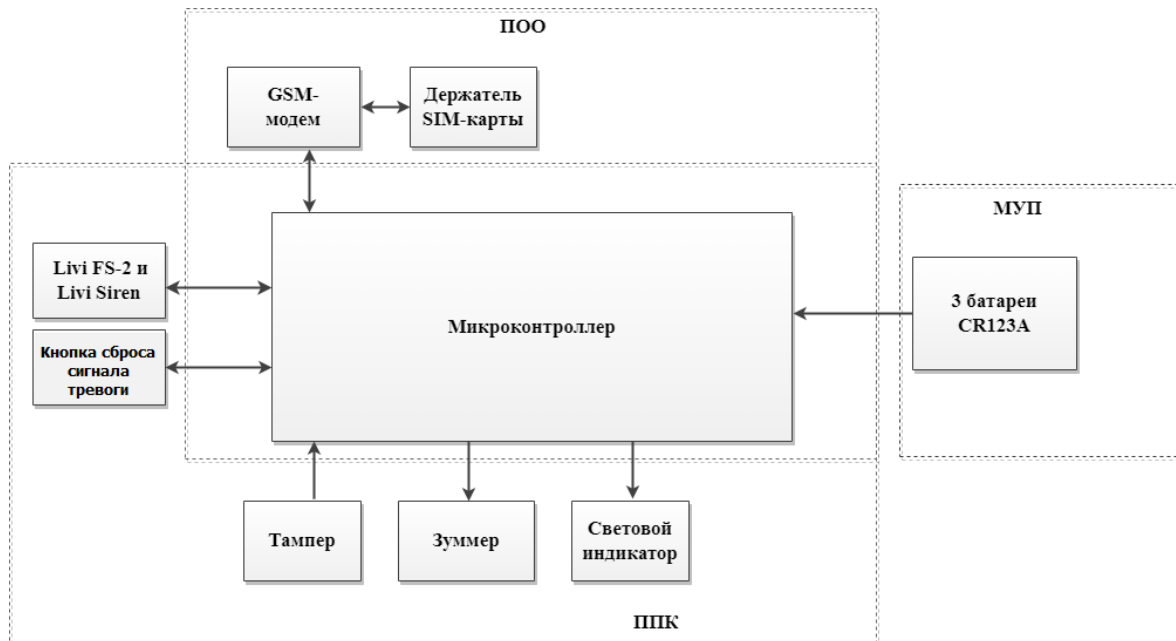 ПОО
GSM-
модем
Держатель
SIM-карты
МУП
Livi FS-2 и
Livi Siren
3 батареи
CR123A
Микроконтроллер
Кнопка сброса
сигнала
тревоги
Тампер
Зуммер
Световой
индикатор
ППК